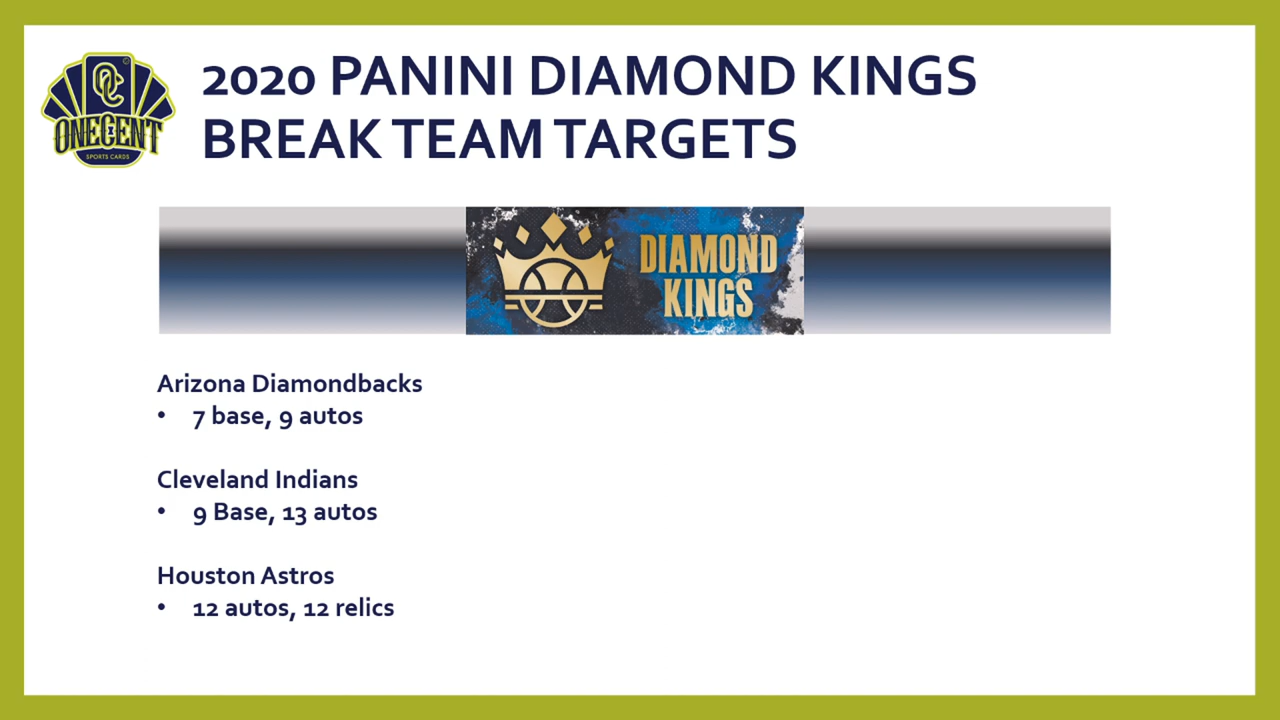 OC
ONECENT
SPORTS CARDS
2020 PANINI DIAMOND KINGS
BREAK TEAM TARGETS
DIAMOND
KINGS
Arizona Diamondbacks
• 7 base, 9 autos
Cleveland Indians
• 9 Base, 13 autos
Houston Astros
• 12 autos, 12 relics